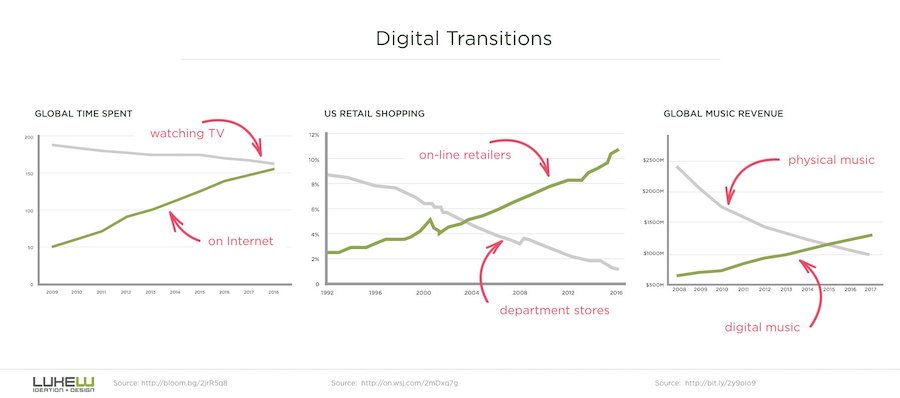 Digital Transitions
GLOBAL TIME SPENT
watching TV
on Internet
200
150
100
50
0
2009 2010 2011 2012 2013 2014 2015 2016 2017 2018
US RETAIL SHOPPING
on-line retailers
department stores
12%
10%
8%
6%
4%
2%
0
1992 1996 2000 2004 2008 2012 2016
GLOBAL MUSIC REVENUE
physical music
digital music
$2500M
$2000M
$1500M
$1000M
$500M
2008 2009 2010 2011 2012 2013 2014 2015 2016 2017
LUKEW
IDEATION + DESIGN
Source: http://bloom.bg/2jrR5q8
Source: http://on.wsj.com/2mDxq7g
Source: http://bit.ly/2y9olo9